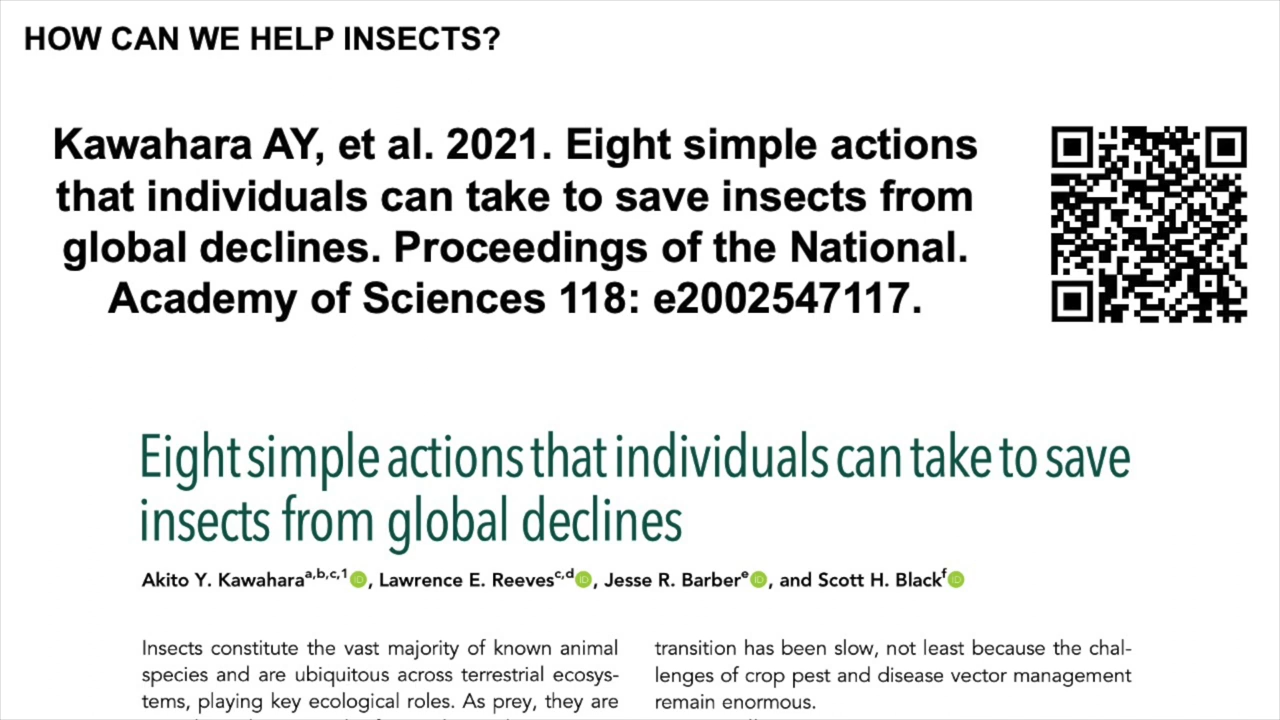 HOW CAN WE HELP INSECTS?
Kawahara AY, et al. 2021. Eight simple actions
that individuals can take to save insects from
global declines. Proceedings of the National.
Academy of Sciences 118: e2002547117.
Eight simple actions that individuals can take to save
insects from global declines
Akito Y. Kawahara a,b,c,1 iD, Lawrence E. Reeves c,d iD, Jesse R. Barber e iD, and Scott H. Black f iD
Insects constitute the vast majority of known animal
species and are ubiquitous across terrestrial ecosys-
tems, playing key ecological roles. As prey, they are
transition has been slow, not least because the chal-
lenges of crop pest and disease vector management
remain enormous.